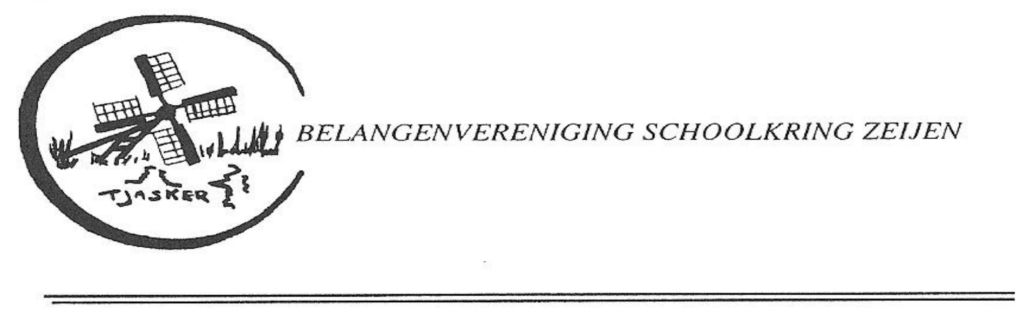 BELANGENVERENIGING SCHOOLKRING ZEIJEN
TJASKER